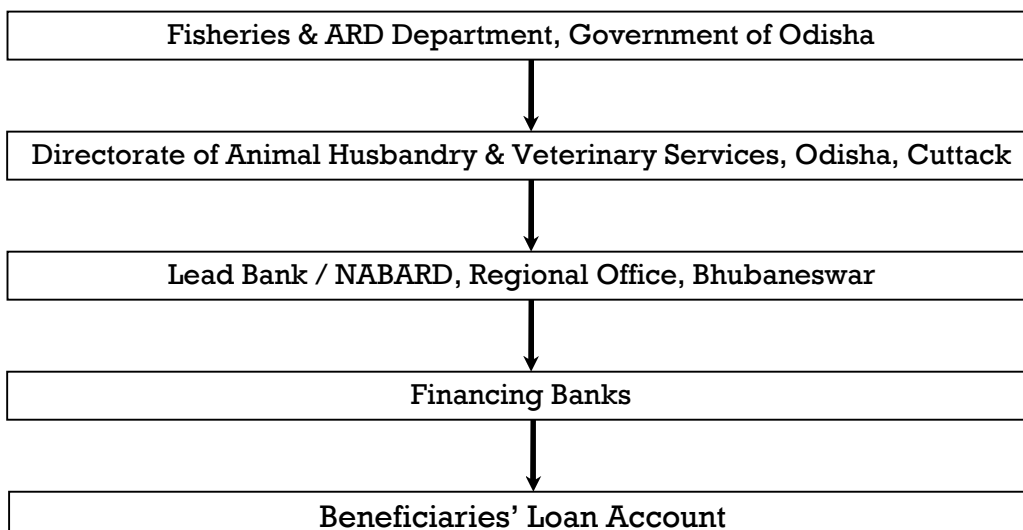 Fisheries & ARD Department, Government of Odisha
Directorate of Animal Husbandry & Veterinary Services, Odisha, Cuttack
Lead Bank / NABARD, Regional Office, Bhubaneswar
Financing Banks
Beneficiaries’ Loan Account